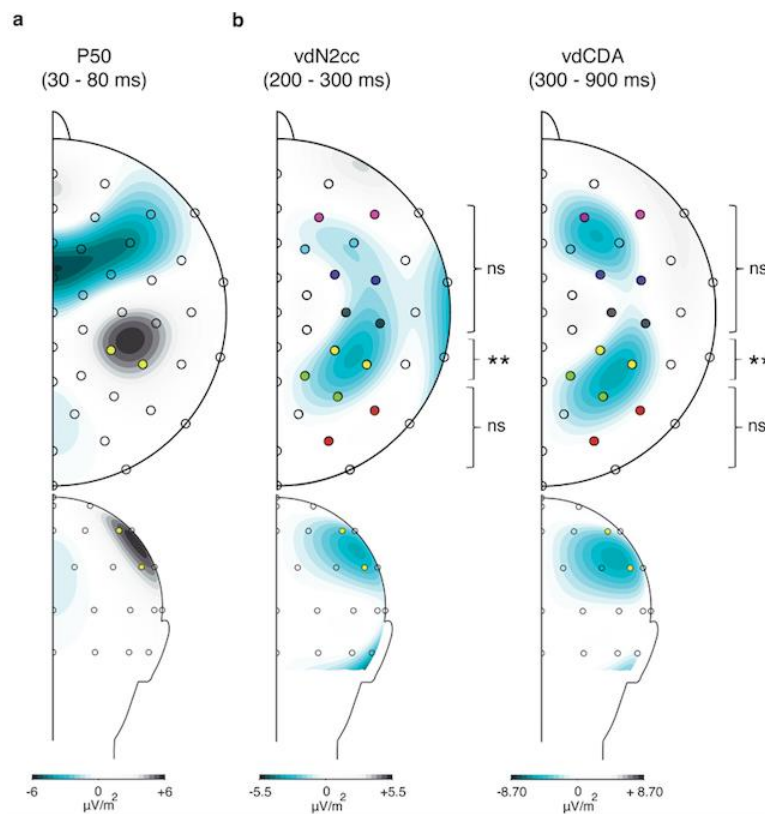 a
b
P50
(30 - 80 ms)
vdN2cc
(200 - 300 ms)
vdCDA
(300 - 900 ms)
ns
**
ns
ns
**
ns
-6 0 +6
µV/m²
-5.5 0 +5.5
µV/m²
-8.70 0 + 8.70
µV/m²